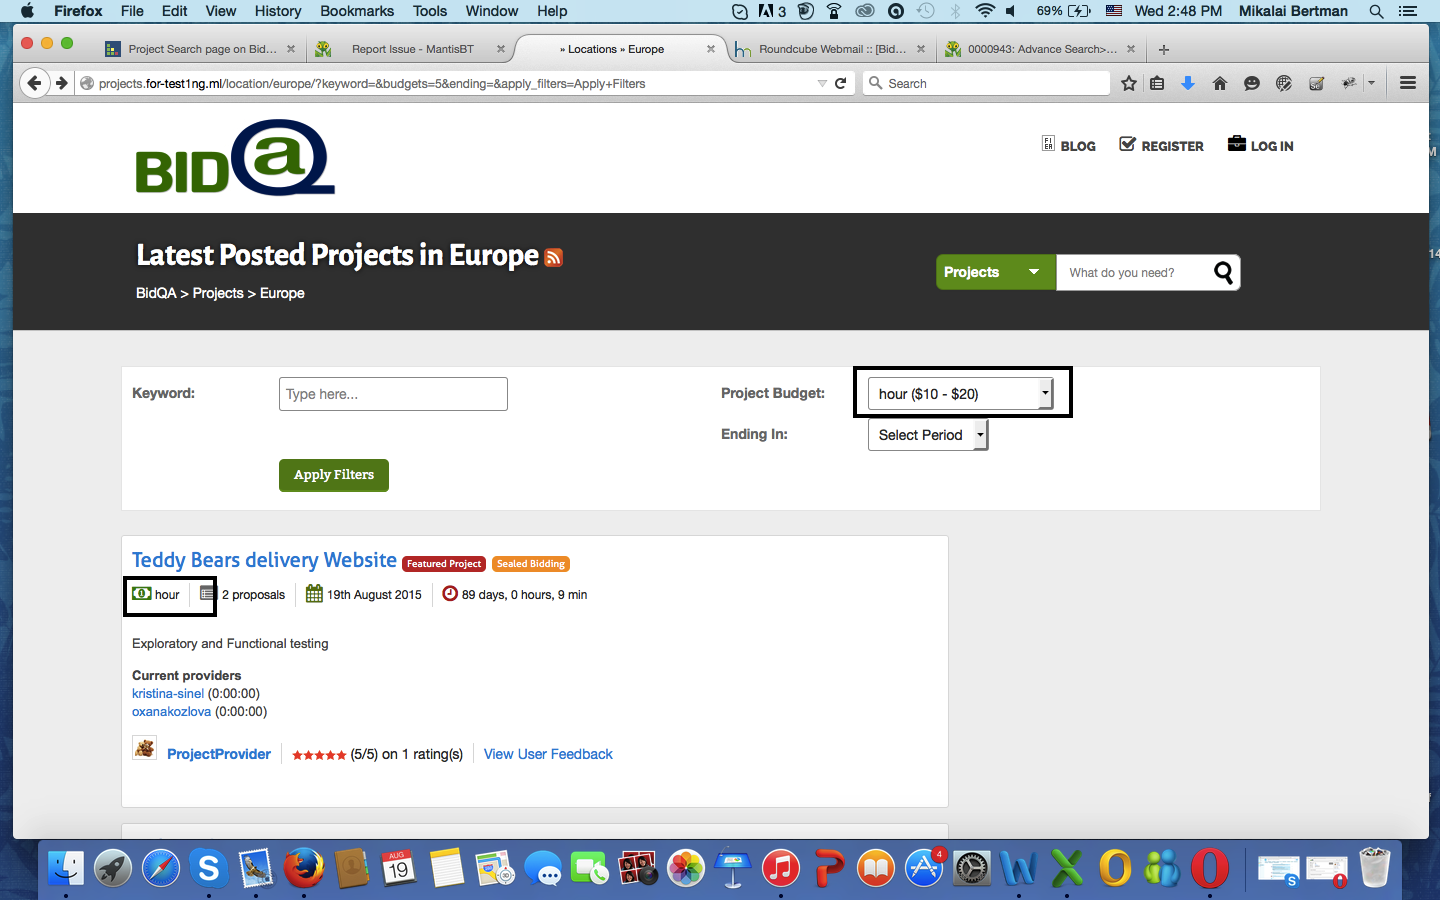 Firefox File Edit View History Bookmarks Tools Window Help 3 69% Wed 2:48 PM Mikalai Bertman
Project Search page on Bid... Report Issue - MantisBT » Locations » Europe Roundcube Webmail :: [Bid... 0000943: Advance Search>...
projects.for-test1ng.ml/location/europe/?keyword=&budgets=5&ending=&apply_filters=Apply+Filters Search
BIDQa
BLOG REGISTER LOG IN
Latest Posted Projects in Europe
Projects What do you need?
BidQA > Projects > Europe
Keyword: Type here... Project Budget: hour ($10 - $20)
Ending In: Select Period
Apply Filters
Teddy Bears delivery Website Featured Project Sealed Bidding
hour 2 proposals 19th August 2015 89 days, 0 hours, 9 min
Exploratory and Functional testing
Current providers
kristina-sinel (0:00:00)
oxanakozlova (0:00:00)
ProjectProvider (5/5) on 1 rating(s) View User Feedback
AUG
19
4